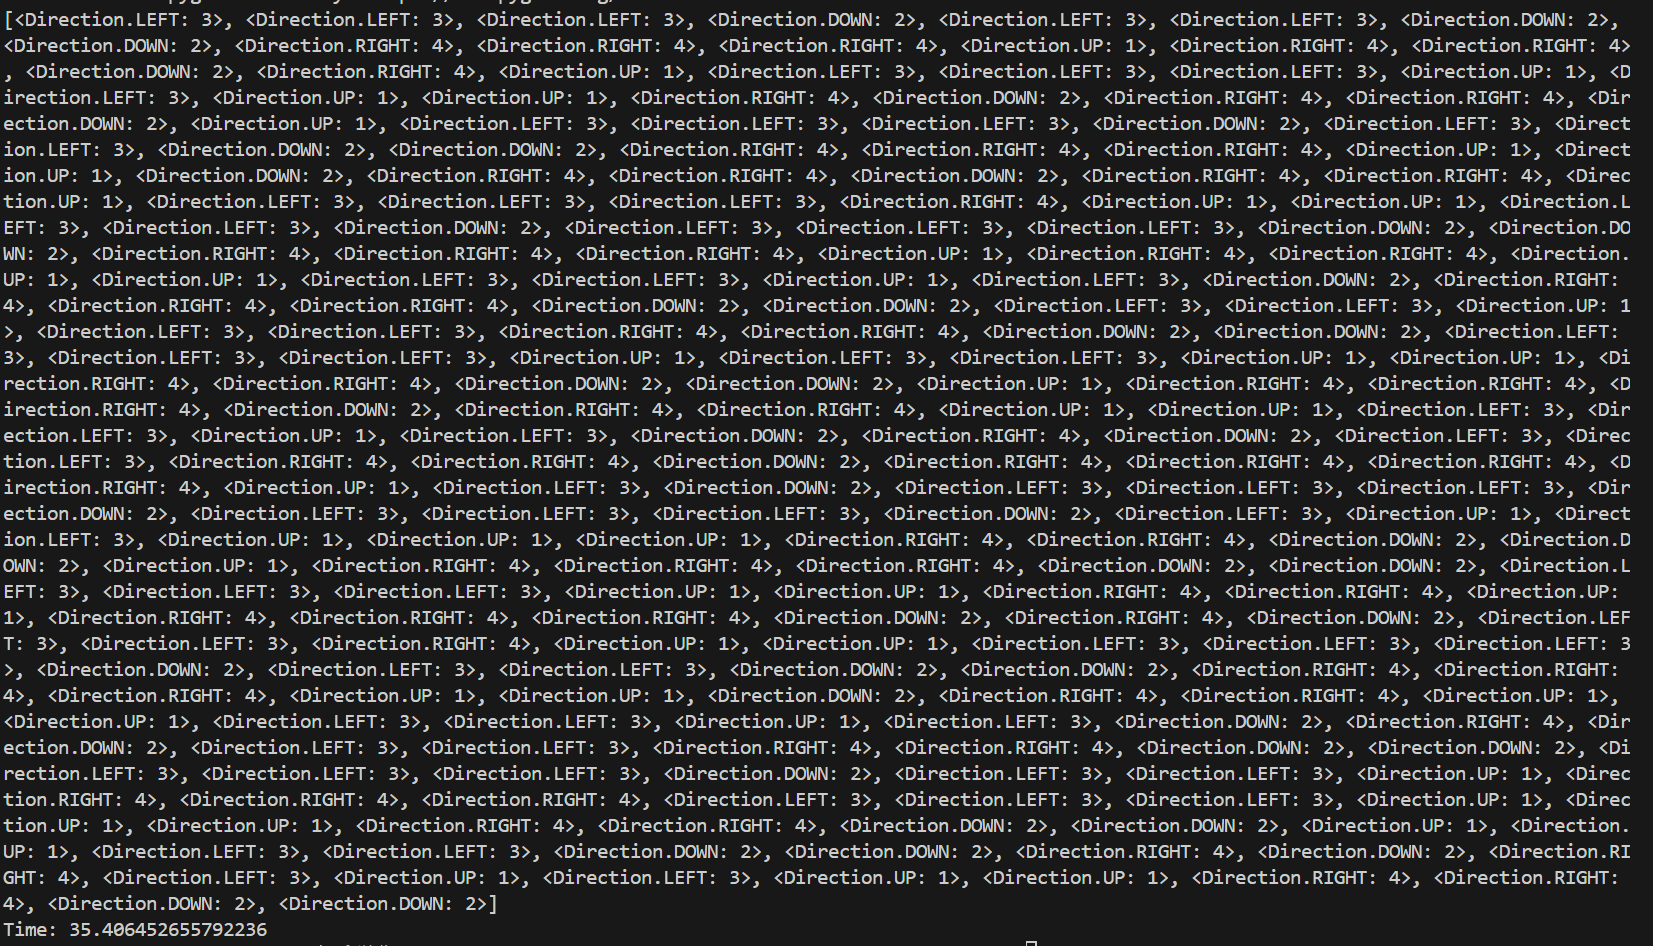 [<Direction.LEFT: 3>, <Direction.LEFT: 3>, <Direction.LEFT: 3>, <Direction.DOWN: 2>, <Direction.LEFT: 3>, <Direction.LEFT: 3>, <Direction.DOWN: 2>,
<Direction.DOWN: 2>, <Direction.RIGHT: 4>, <Direction.RIGHT: 4>, <Direction.RIGHT: 4>, <Direction.UP: 1>, <Direction.RIGHT: 4>, <Direction.RIGHT: 4>
, <Direction.DOWN: 2>, <Direction.RIGHT: 4>, <Direction.UP: 1>, <Direction.LEFT: 3>, <Direction.LEFT: 3>, <Direction.LEFT: 3>, <Direction.UP: 1>, <D
irection.LEFT: 3>, <Direction.UP: 1>, <Direction.UP: 1>, <Direction.RIGHT: 4>, <Direction.DOWN: 2>, <Direction.RIGHT: 4>, <Direction.RIGHT: 4>, <Dir
ection.DOWN: 2>, <Direction.UP: 1>, <Direction.LEFT: 3>, <Direction.LEFT: 3>, <Direction.LEFT: 3>, <Direction.DOWN: 2>, <Direction.LEFT: 3>, <Direct
ion.LEFT: 3>, <Direction.DOWN: 2>, <Direction.DOWN: 2>, <Direction.RIGHT: 4>, <Direction.RIGHT: 4>, <Direction.RIGHT: 4>, <Direction.UP: 1>, <Direct
ion.UP: 1>, <Direction.DOWN: 2>, <Direction.RIGHT: 4>, <Direction.RIGHT: 4>, <Direction.DOWN: 2>, <Direction.RIGHT: 4>, <Direction.RIGHT: 4>, <Direc
tion.UP: 1>, <Direction.LEFT: 3>, <Direction.LEFT: 3>, <Direction.LEFT: 3>, <Direction.RIGHT: 4>, <Direction.UP: 1>, <Direction.UP: 1>, <Direction.L
EFT: 3>, <Direction.LEFT: 3>, <Direction.DOWN: 2>, <Direction.LEFT: 3>, <Direction.LEFT: 3>, <Direction.LEFT: 3>, <Direction.DOWN: 2>, <Direction.DO
WN: 2>, <Direction.RIGHT: 4>, <Direction.RIGHT: 4>, <Direction.RIGHT: 4>, <Direction.UP: 1>, <Direction.RIGHT: 4>, <Direction.RIGHT: 4>, <Direction.
UP: 1>, <Direction.UP: 1>, <Direction.LEFT: 3>, <Direction.LEFT: 3>, <Direction.UP: 1>, <Direction.LEFT: 3>, <Direction.DOWN: 2>, <Direction.RIGHT:
4>, <Direction.RIGHT: 4>, <Direction.RIGHT: 4>, <Direction.DOWN: 2>, <Direction.DOWN: 2>, <Direction.LEFT: 3>, <Direction.LEFT: 3>, <Direction.UP: 1
>, <Direction.LEFT: 3>, <Direction.LEFT: 3>, <Direction.RIGHT: 4>, <Direction.RIGHT: 4>, <Direction.DOWN: 2>, <Direction.DOWN: 2>, <Direction.LEFT:
3>, <Direction.LEFT: 3>, <Direction.LEFT: 3>, <Direction.UP: 1>, <Direction.LEFT: 3>, <Direction.LEFT: 3>, <Direction.UP: 1>, <Direction.UP: 1>, <Di
rection.RIGHT: 4>, <Direction.RIGHT: 4>, <Direction.DOWN: 2>, <Direction.DOWN: 2>, <Direction.UP: 1>, <Direction.RIGHT: 4>, <Direction.RIGHT: 4>, <D
irection.RIGHT: 4>, <Direction.DOWN: 2>, <Direction.RIGHT: 4>, <Direction.RIGHT: 4>, <Direction.UP: 1>, <Direction.UP: 1>, <Direction.LEFT: 3>, <Dir
ection.LEFT: 3>, <Direction.UP: 1>, <Direction.LEFT: 3>, <Direction.DOWN: 2>, <Direction.RIGHT: 4>, <Direction.DOWN: 2>, <Direction.LEFT: 3>, <Direc
tion.LEFT: 3>, <Direction.RIGHT: 4>, <Direction.RIGHT: 4>, <Direction.DOWN: 2>, <Direction.RIGHT: 4>, <Direction.RIGHT: 4>, <Direction.RIGHT: 4>, <D
irection.RIGHT: 4>, <Direction.UP: 1>, <Direction.LEFT: 3>, <Direction.DOWN: 2>, <Direction.LEFT: 3>, <Direction.LEFT: 3>, <Direction.LEFT: 3>, <Dir
ection.DOWN: 2>, <Direction.LEFT: 3>, <Direction.LEFT: 3>, <Direction.LEFT: 3>, <Direction.DOWN: 2>, <Direction.LEFT: 3>, <Direction.UP: 1>, <Direct
ion.LEFT: 3>, <Direction.UP: 1>, <Direction.UP: 1>, <Direction.UP: 1>, <Direction.RIGHT: 4>, <Direction.RIGHT: 4>, <Direction.DOWN: 2>, <Direction.D
OWN: 2>, <Direction.UP: 1>, <Direction.RIGHT: 4>, <Direction.RIGHT: 4>, <Direction.RIGHT: 4>, <Direction.DOWN: 2>, <Direction.DOWN: 2>, <Direction.L
EFT: 3>, <Direction.LEFT: 3>, <Direction.LEFT: 3>, <Direction.UP: 1>, <Direction.UP: 1>, <Direction.RIGHT: 4>, <Direction.RIGHT: 4>, <Direction.UP:
1>, <Direction.RIGHT: 4>, <Direction.RIGHT: 4>, <Direction.RIGHT: 4>, <Direction.DOWN: 2>, <Direction.RIGHT: 4>, <Direction.DOWN: 2>, <Direction.LEF
T: 3>, <Direction.LEFT: 3>, <Direction.RIGHT: 4>, <Direction.UP: 1>, <Direction.UP: 1>, <Direction.LEFT: 3>, <Direction.LEFT: 3>, <Direction.LEFT: 3
>, <Direction.DOWN: 2>, <Direction.LEFT: 3>, <Direction.LEFT: 3>, <Direction.DOWN: 2>, <Direction.DOWN: 2>, <Direction.RIGHT: 4>, <Direction.RIGHT:
4>, <Direction.RIGHT: 4>, <Direction.UP: 1>, <Direction.UP: 1>, <Direction.DOWN: 2>, <Direction.RIGHT: 4>, <Direction.RIGHT: 4>, <Direction.UP: 1>,
<Direction.UP: 1>, <Direction.LEFT: 3>, <Direction.LEFT: 3>, <Direction.UP: 1>, <Direction.LEFT: 3>, <Direction.DOWN: 2>, <Direction.RIGHT: 4>, <Dir
ection.DOWN: 2>, <Direction.LEFT: 3>, <Direction.LEFT: 3>, <Direction.RIGHT: 4>, <Direction.RIGHT: 4>, <Direction.DOWN: 2>, <Direction.DOWN: 2>, <Di
rection.LEFT: 3>, <Direction.LEFT: 3>, <Direction.LEFT: 3>, <Direction.DOWN: 2>, <Direction.LEFT: 3>, <Direction.LEFT: 3>, <Direction.UP: 1>, <Direc
tion.RIGHT: 4>, <Direction.RIGHT: 4>, <Direction.RIGHT: 4>, <Direction.LEFT: 3>, <Direction.LEFT: 3>, <Direction.LEFT: 3>, <Direction.UP: 1>, <Direc
tion.UP: 1>, <Direction.UP: 1>, <Direction.RIGHT: 4>, <Direction.RIGHT: 4>, <Direction.DOWN: 2>, <Direction.DOWN: 2>, <Direction.UP: 1>, <Direction.
UP: 1>, <Direction.LEFT: 3>, <Direction.LEFT: 3>, <Direction.DOWN: 2>, <Direction.DOWN: 2>, <Direction.RIGHT: 4>, <Direction.DOWN: 2>, <Direction.RI
GHT: 4>, <Direction.LEFT: 3>, <Direction.UP: 1>, <Direction.LEFT: 3>, <Direction.UP: 1>, <Direction.UP: 1>, <Direction.RIGHT: 4>, <Direction.RIGHT:
4>, <Direction.DOWN: 2>, <Direction.DOWN: 2>]
Time: 35.406452655792236